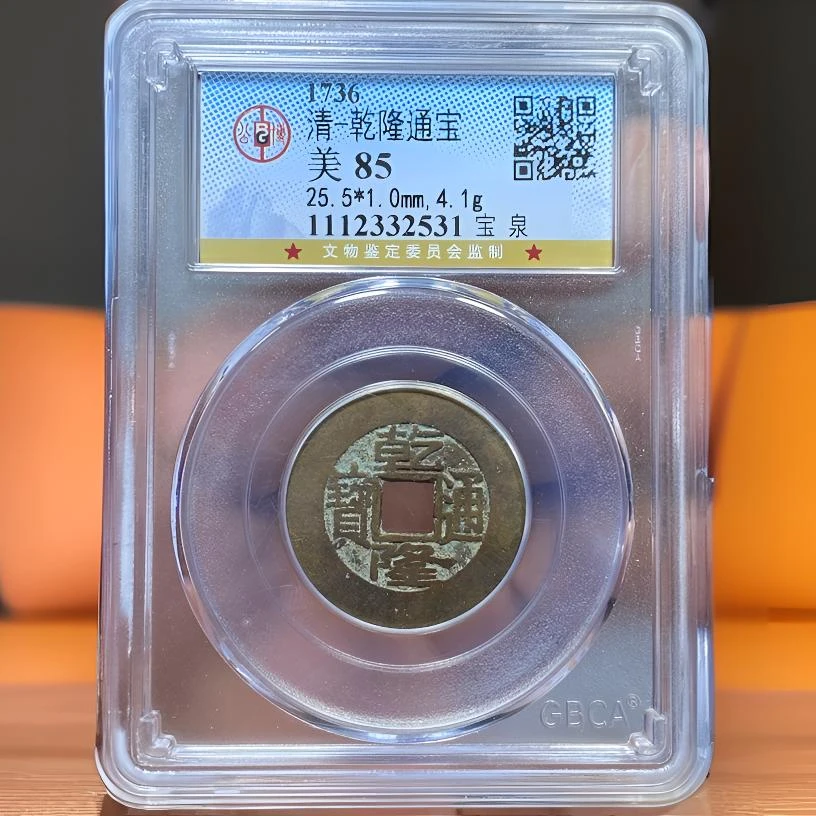 1736
清-乾隆通宝
美 85
25.5*1.0mm,4.1g
1112332531 宝 泉
★ 文物鉴定委员会监制 ★
乾隆通寶
GBCA®